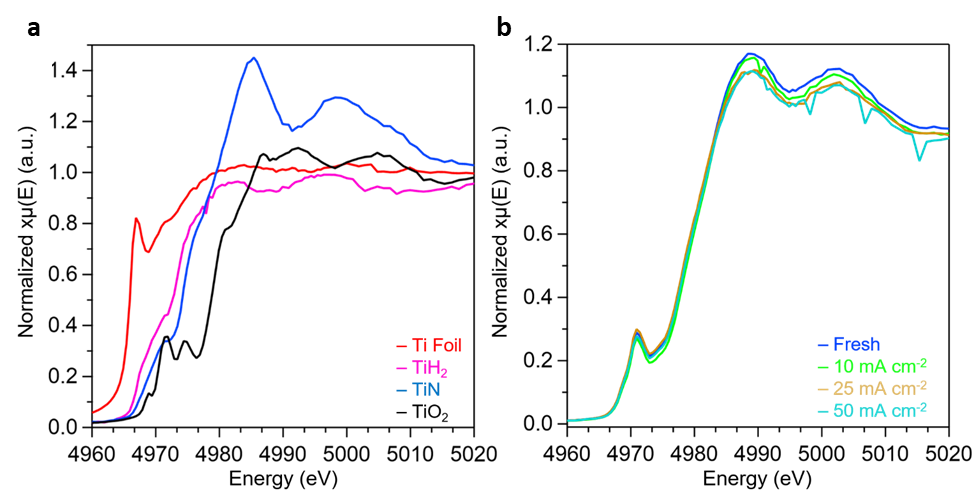 a
Normalized xμ(E) (a.u.)
1.4
1.2
1.0
0.8
0.6
0.4
0.2
0.0
4960 4970 4980 4990 5000 5010 5020
Energy (eV)
– Ti Foil
– TiH₂
– TiN
– TiO₂
b
Normalized xμ(E) (a.u.)
1.2
1.0
0.8
0.6
0.4
0.2
0.0
4960 4970 4980 4990 5000 5010 5020
Energy (eV)
– Fresh
– 10 mA cm⁻²
– 25 mA cm⁻²
– 50 mA cm⁻²